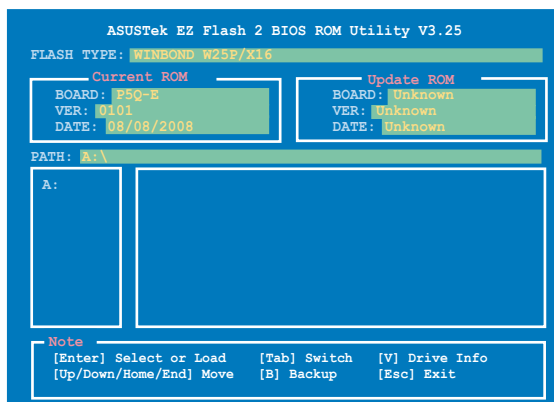 ASUSTek EZ Flash 2 BIOS ROM Utility V3.25
FLASH TYPE: WINBOND W25P/X16
Current ROM
BOARD: P5Q-E
VER: 0101
DATE: 08/08/2008
Update ROM
BOARD: Unknown
VER: Unknown
DATE: Unknown
PATH: A:\
A:
Note
[Enter] Select or Load [Tab] Switch [V] Drive Info
[Up/Down/Home/End] Move [B] Backup [Esc] Exit